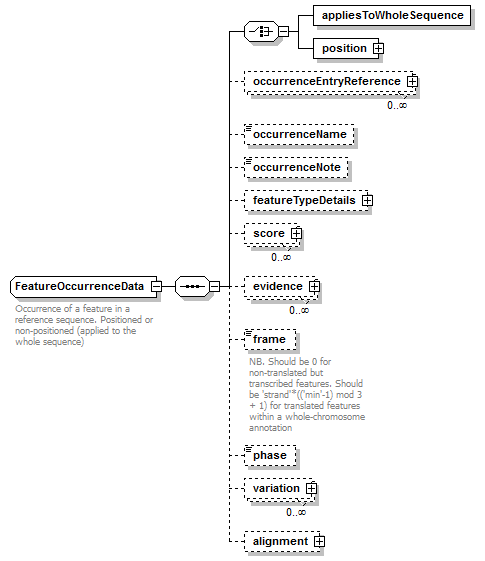 appliesToWholeSequence
position
occurrenceEntryReference
0..∞
occurrenceName
occurrenceNote
featureTypeDetails
score
0..∞
FeatureOccurrenceData
Occurrence of a feature in a
reference sequence. Positioned or
non-positioned (applied to the
whole sequence)
evidence
0..∞
frame
NB. Should be 0 for
non-translated but
transcribed features. Should
be 'strand'*(('min'-1) mod 3
+ 1) for translated features
within a whole-chromosome
annotation
phase
variation
0..∞
alignment